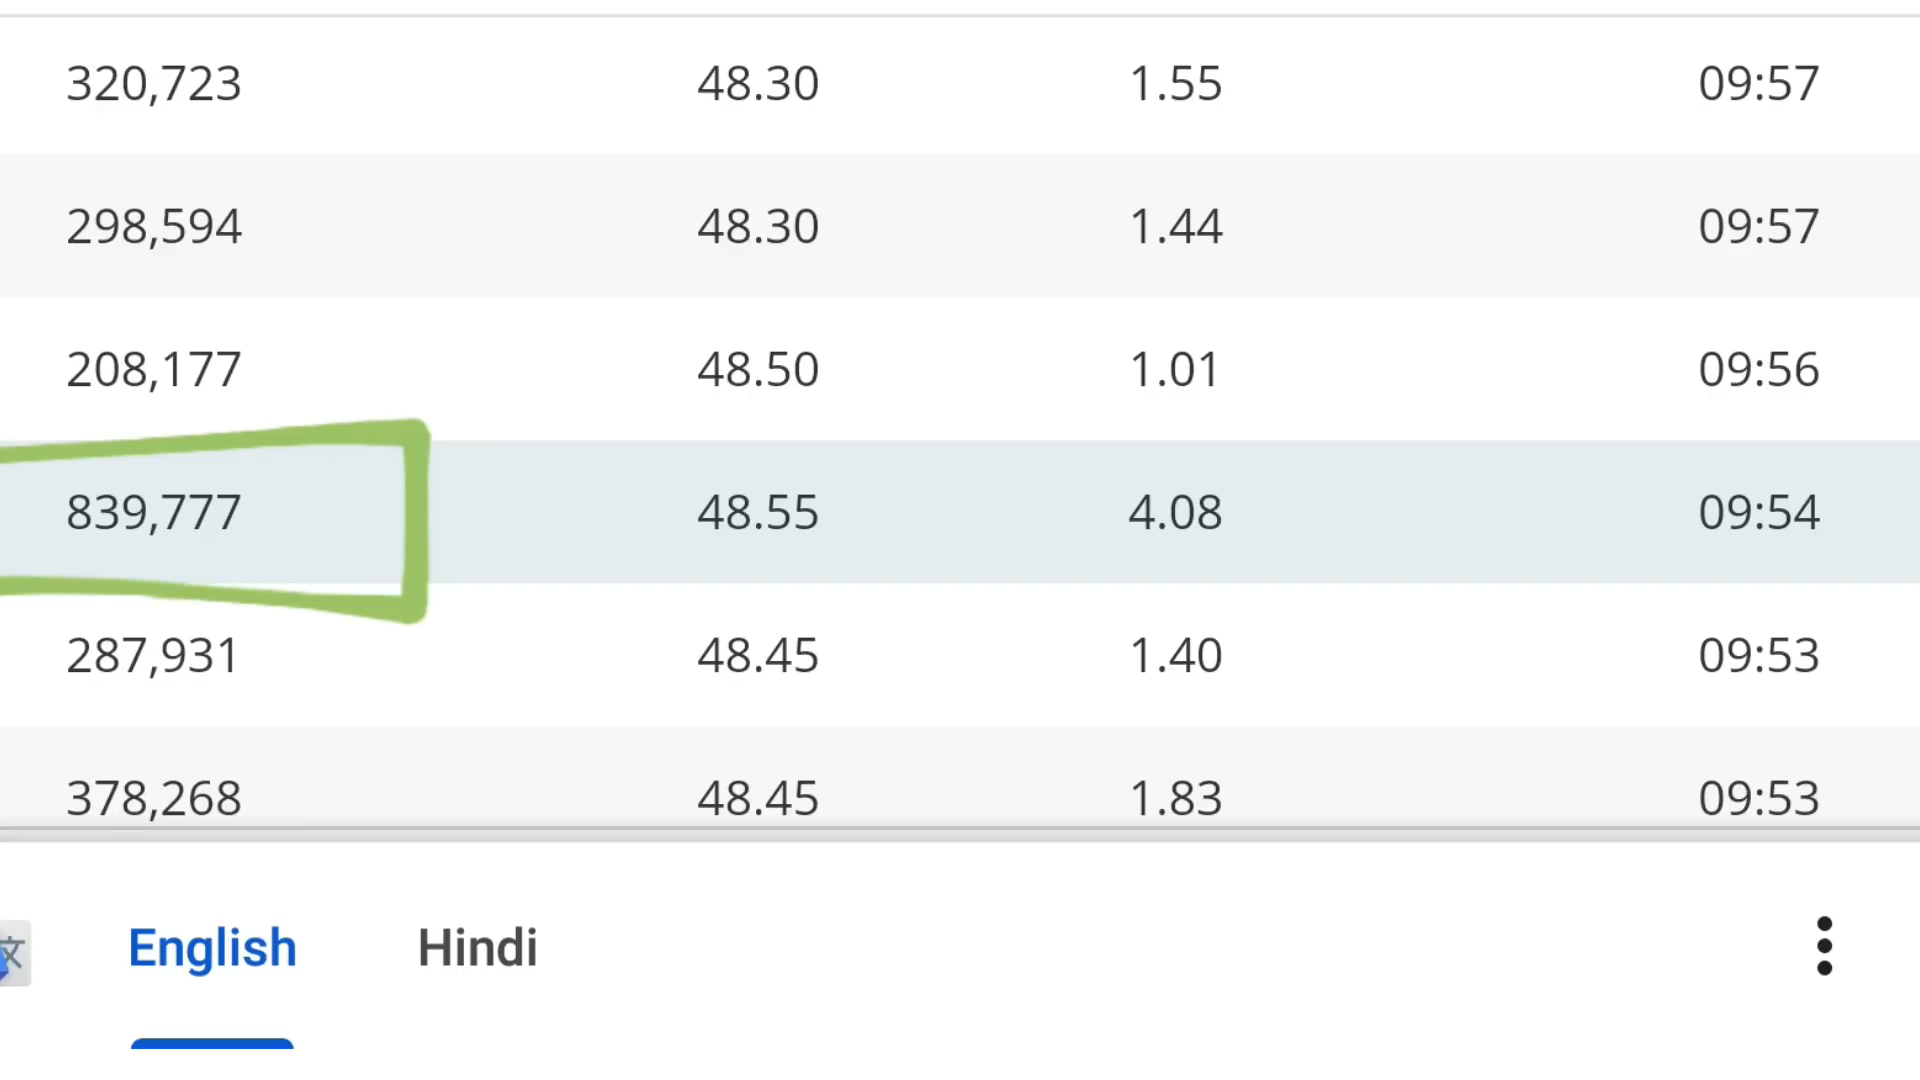 320,723 48.30 1.55 09:57
298,594 48.30 1.44 09:57
208,177 48.50 1.01 09:56
839,777 48.55 4.08 09:54
287,931 48.45 1.40 09:53
378,268 48.45 1.83 09:53
文 English Hindi